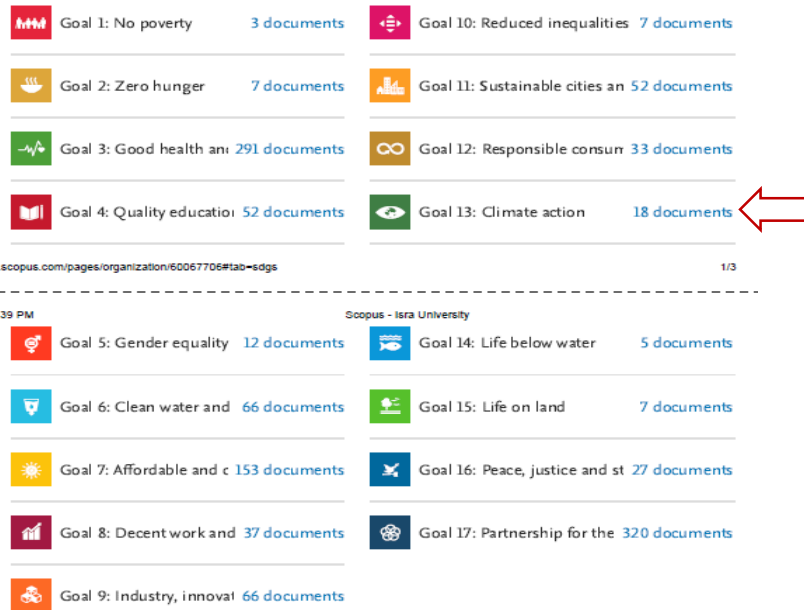 Goal 1: No poverty 3 documents Goal 10: Reduced inequalities 7 documents
Goal 2: Zero hunger 7 documents Goal 11: Sustainable cities an 52 documents
Goal 3: Good health and 291 documents Goal 12: Responsible consum 33 documents
Goal 4: Quality education 52 documents Goal 13: Climate action 18 documents
.scopus.com/pages/organization/60067706#tab=sdgs 1/3
39 PM Scopus - Isra University
Goal 5: Gender equality 12 documents Goal 14: Life below water 5 documents
Goal 6: Clean water and 66 documents Goal 15: Life on land 7 documents
Goal 7: Affordable and c 153 documents Goal 16: Peace, justice and st 27 documents
Goal 8: Decent work and 37 documents Goal 17: Partnership for the 320 documents
Goal 9: Industry, innovat 66 documents